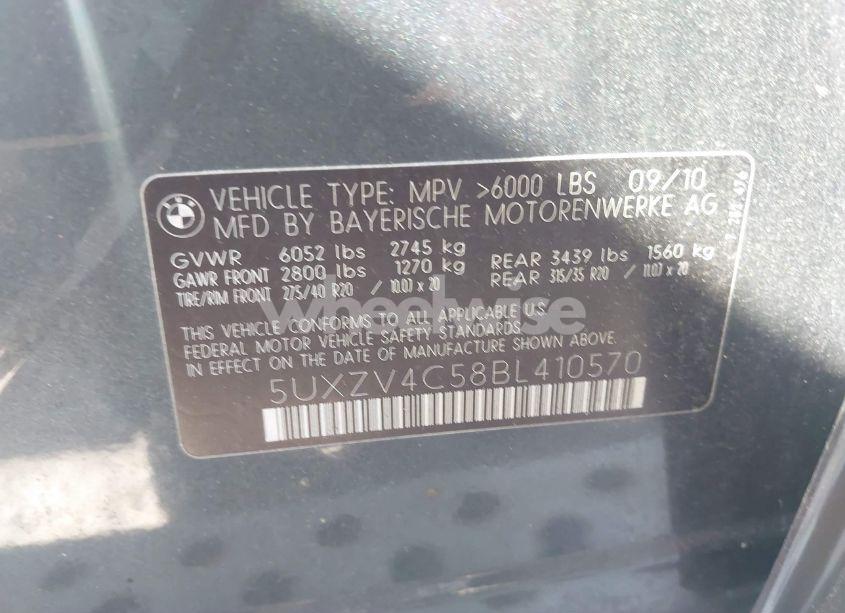 VEHICLE TYPE: MPV >6000 LBS 09/10
MFD BY BAYERISCHE MOTORENWERKE AG
GVWR 6052 lbs 2745 kg
GAWR FRONT 2800 lbs 1270 kg REAR 3439 lbs 1560 kg
TIRE/RIM FRONT 275/40 R20 / 10.0J x 20 REAR 315/35 R20 / 11.0J x 20
THIS VEHICLE CONFORMS TO ALL APPLICABLE U.S.
FEDERAL MOTOR VEHICLE SAFETY STANDARDS
IN EFFECT ON THE DATE OF MANUFACTURE SHOWN ABOVE.
5UXZV4C58BL410570
wheelwise